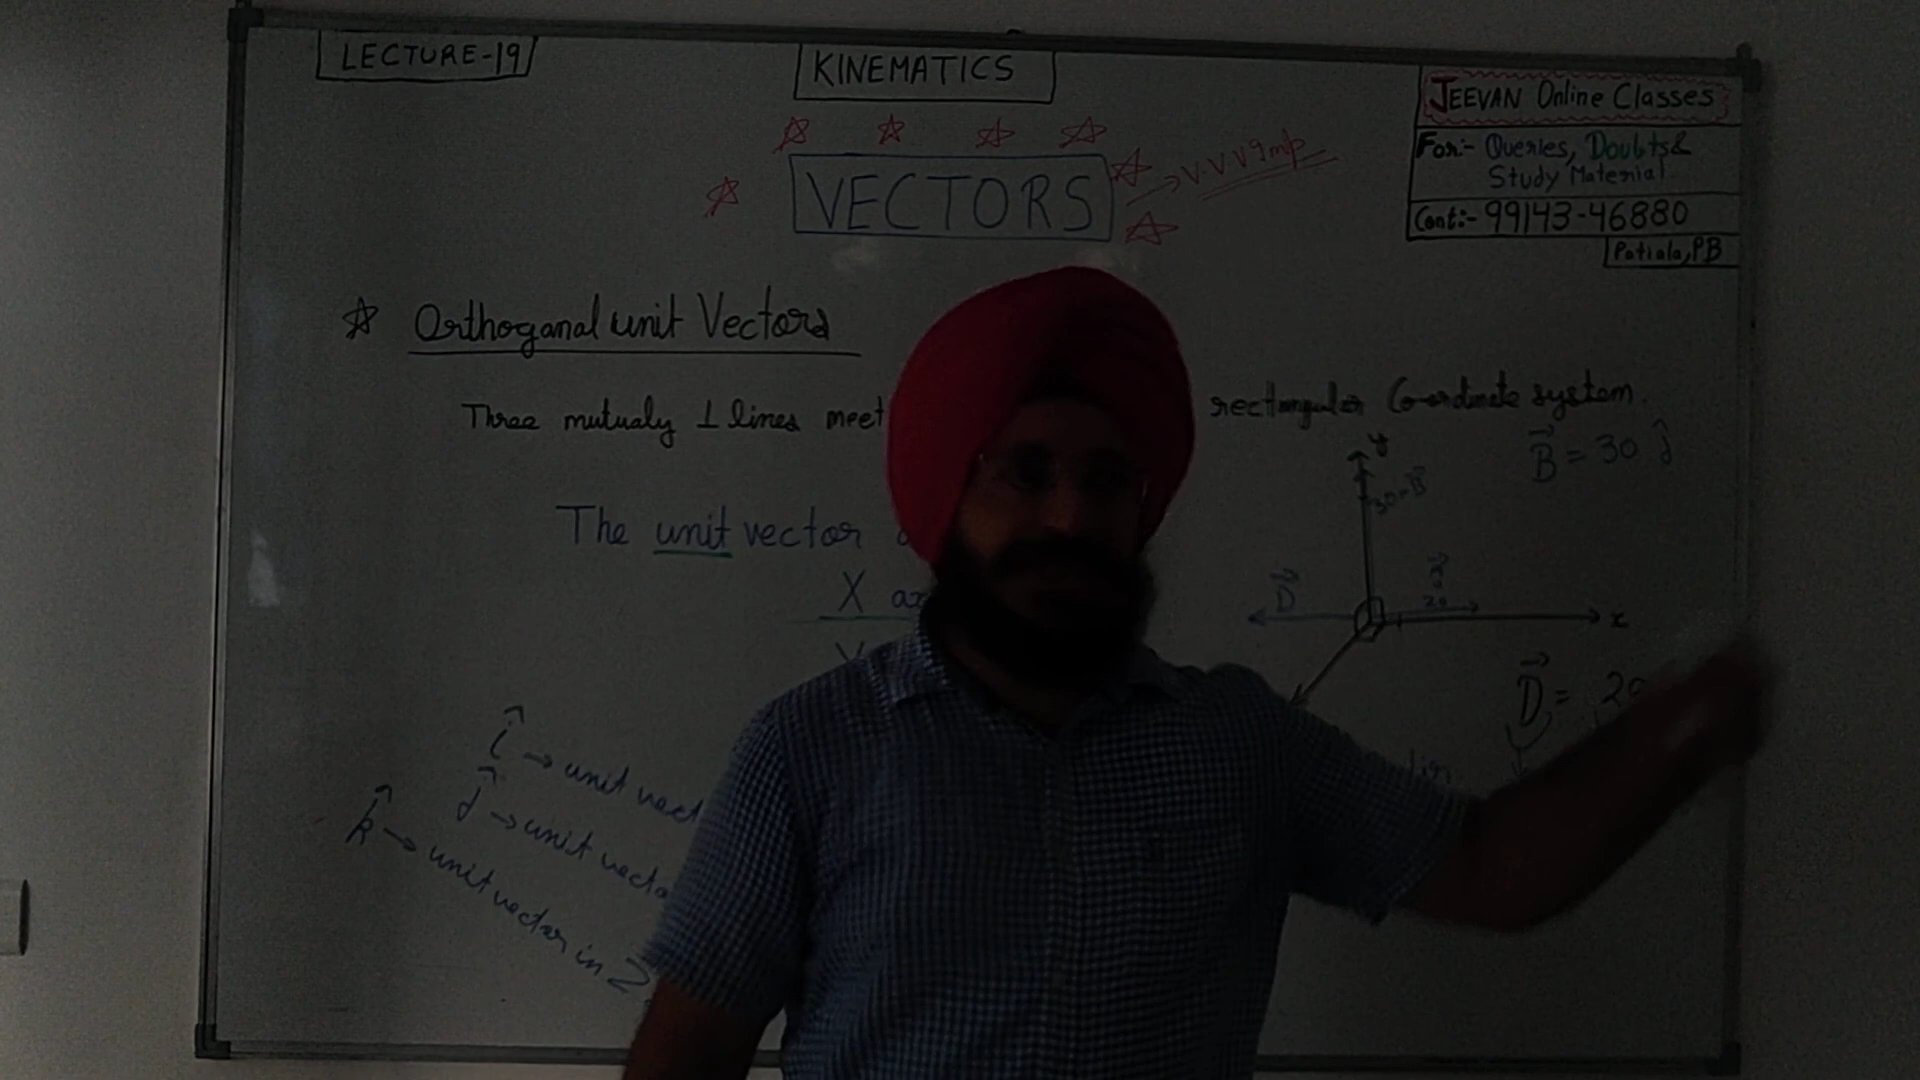 LECTURE-19
KINEMATICS
JEEVAN Online Classes
For:- Queries, Doubts &
Study Material
Cont:- 99143-46880
Patiala, PB
VECTORS → V.V.V Imp
Orthoganal unit Vectors
Three mutualy ⊥ lines meet rectangular Co-ordinate system.
B⃗ = 30 ĵ
y
30=B⃗
The unit vector
X
D⃗
20
x
D⃗ =
î → unit vect
ĵ → unit vecto
k̂ → unit vector in Z